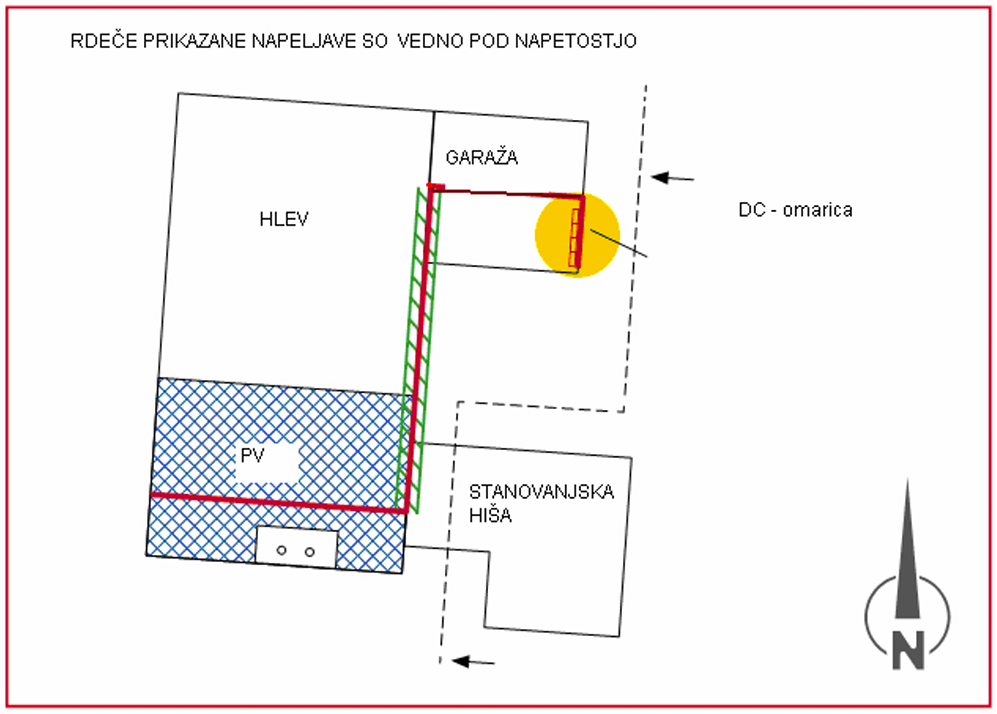 RDEČE PRIKAZANE NAPELJAVE SO VEDNO POD NAPETOSTJO
GARAŽA
HLEV
DC - omarica
PV
STANOVANJSKA
HIŠA
N